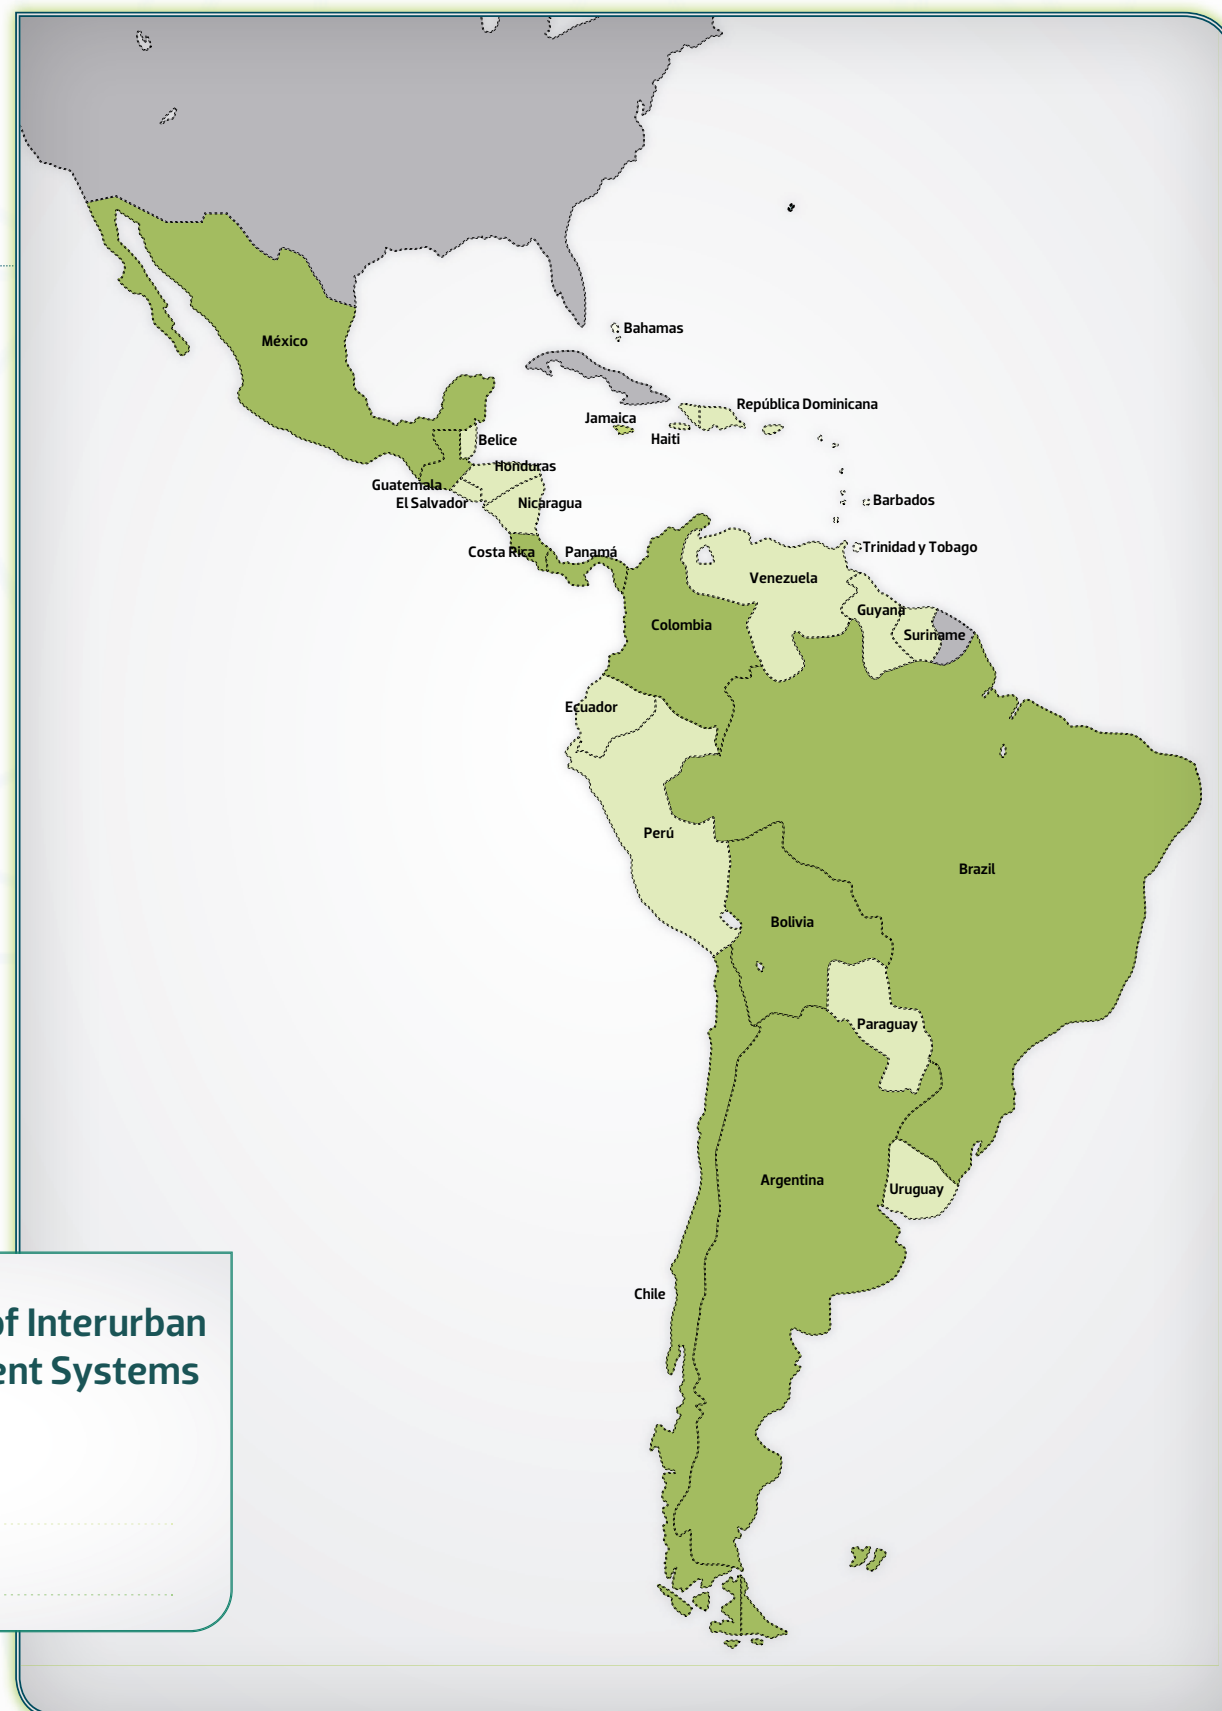 México
Bahamas
República Dominicana
Jamaica
Haiti
Belice
Honduras
Guatemala
El Salvador
Nicaragua
Barbados
Costa Rica
Panamá
Trinidad y Tobago
Venezuela
Guyana
Colombia
Suriname
Ecuador
Perú
Brazil
Bolivia
Paraguay
Argentina
Uruguay
Chile
of Interurban
ent Systems